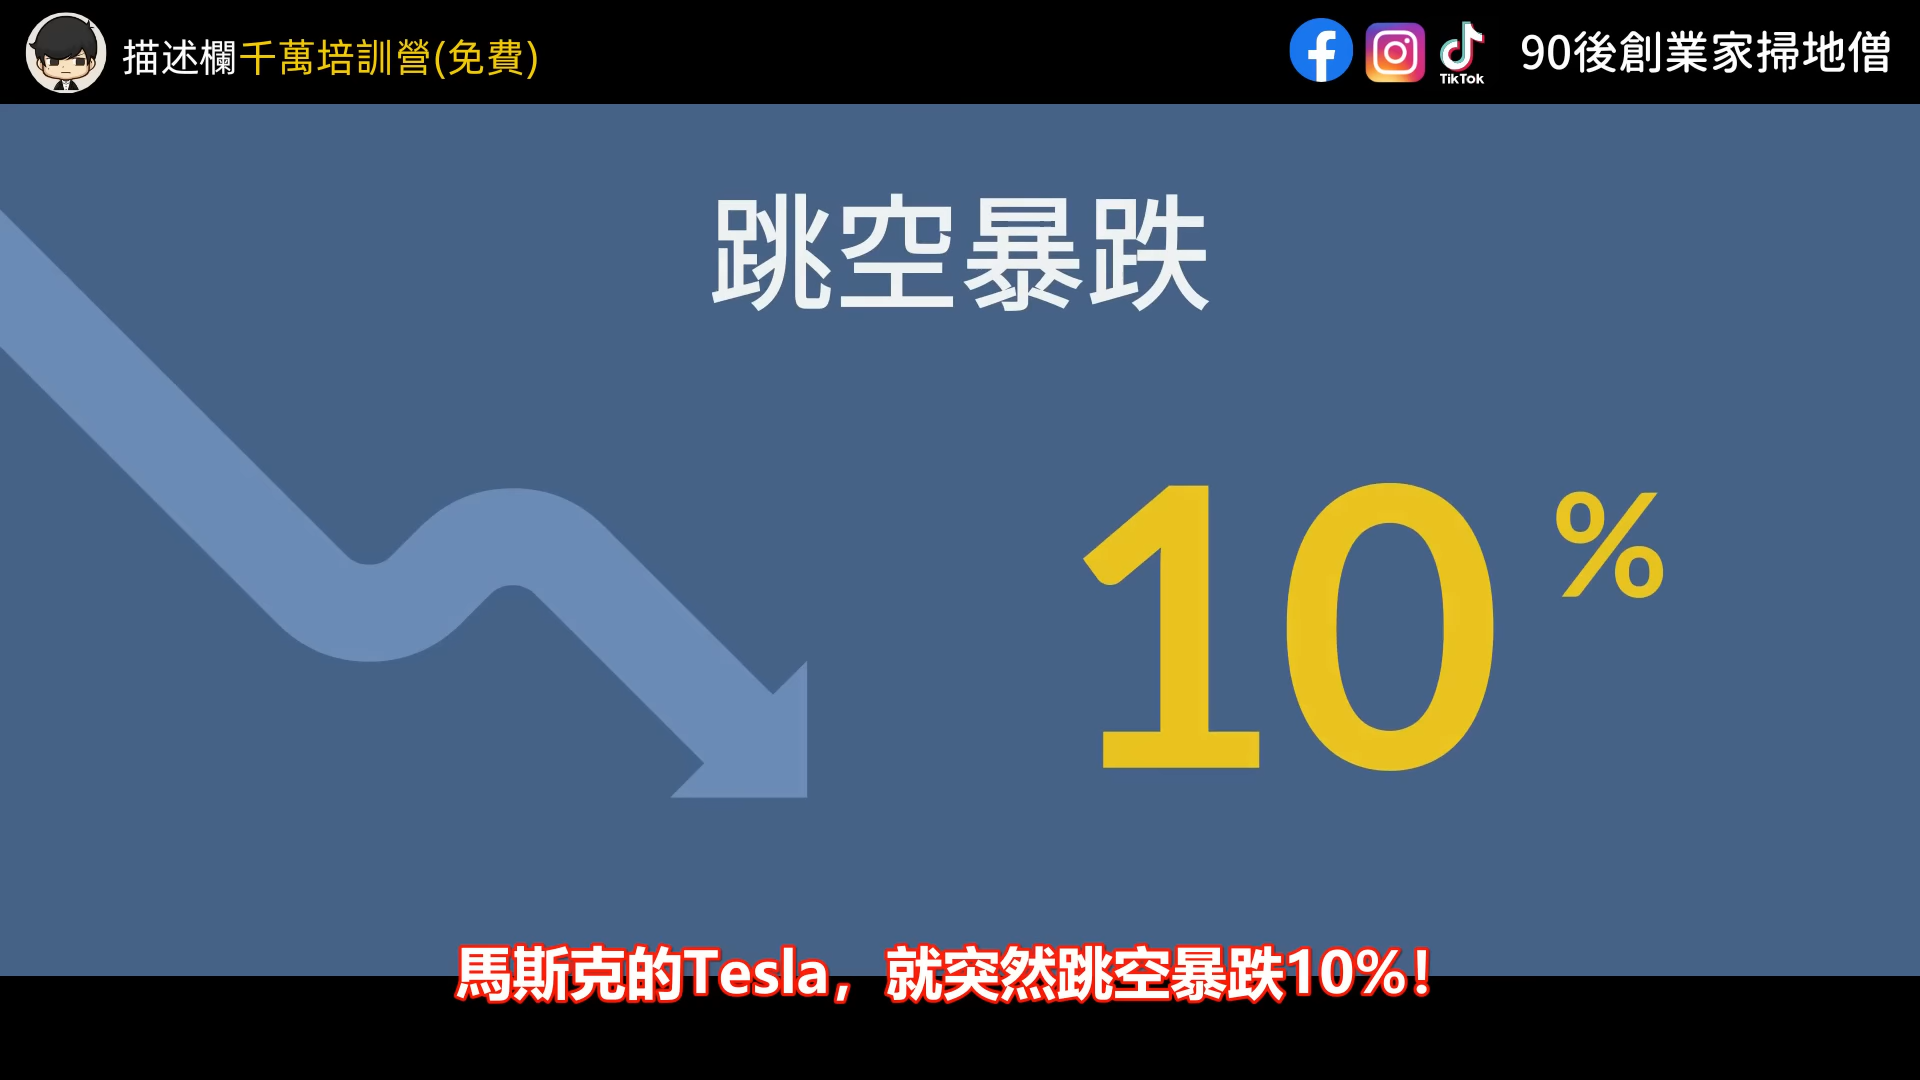 描述欄千萬培訓營(免費)
TikTok
90後創業家掃地僧
跳空暴跌
10%
馬斯克的Tesla，就突然跳空暴跌10%！